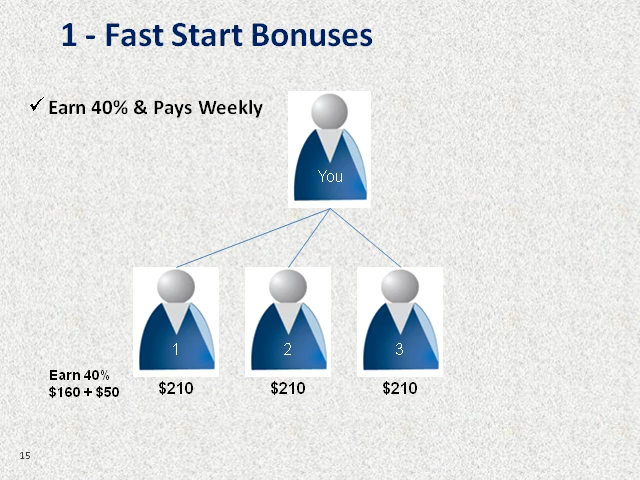 1 - Fast Start Bonuses
✓ Earn 40% & Pays Weekly
You
1 2 3
Earn 40%
$160 + $50
$210 $210 $210
15